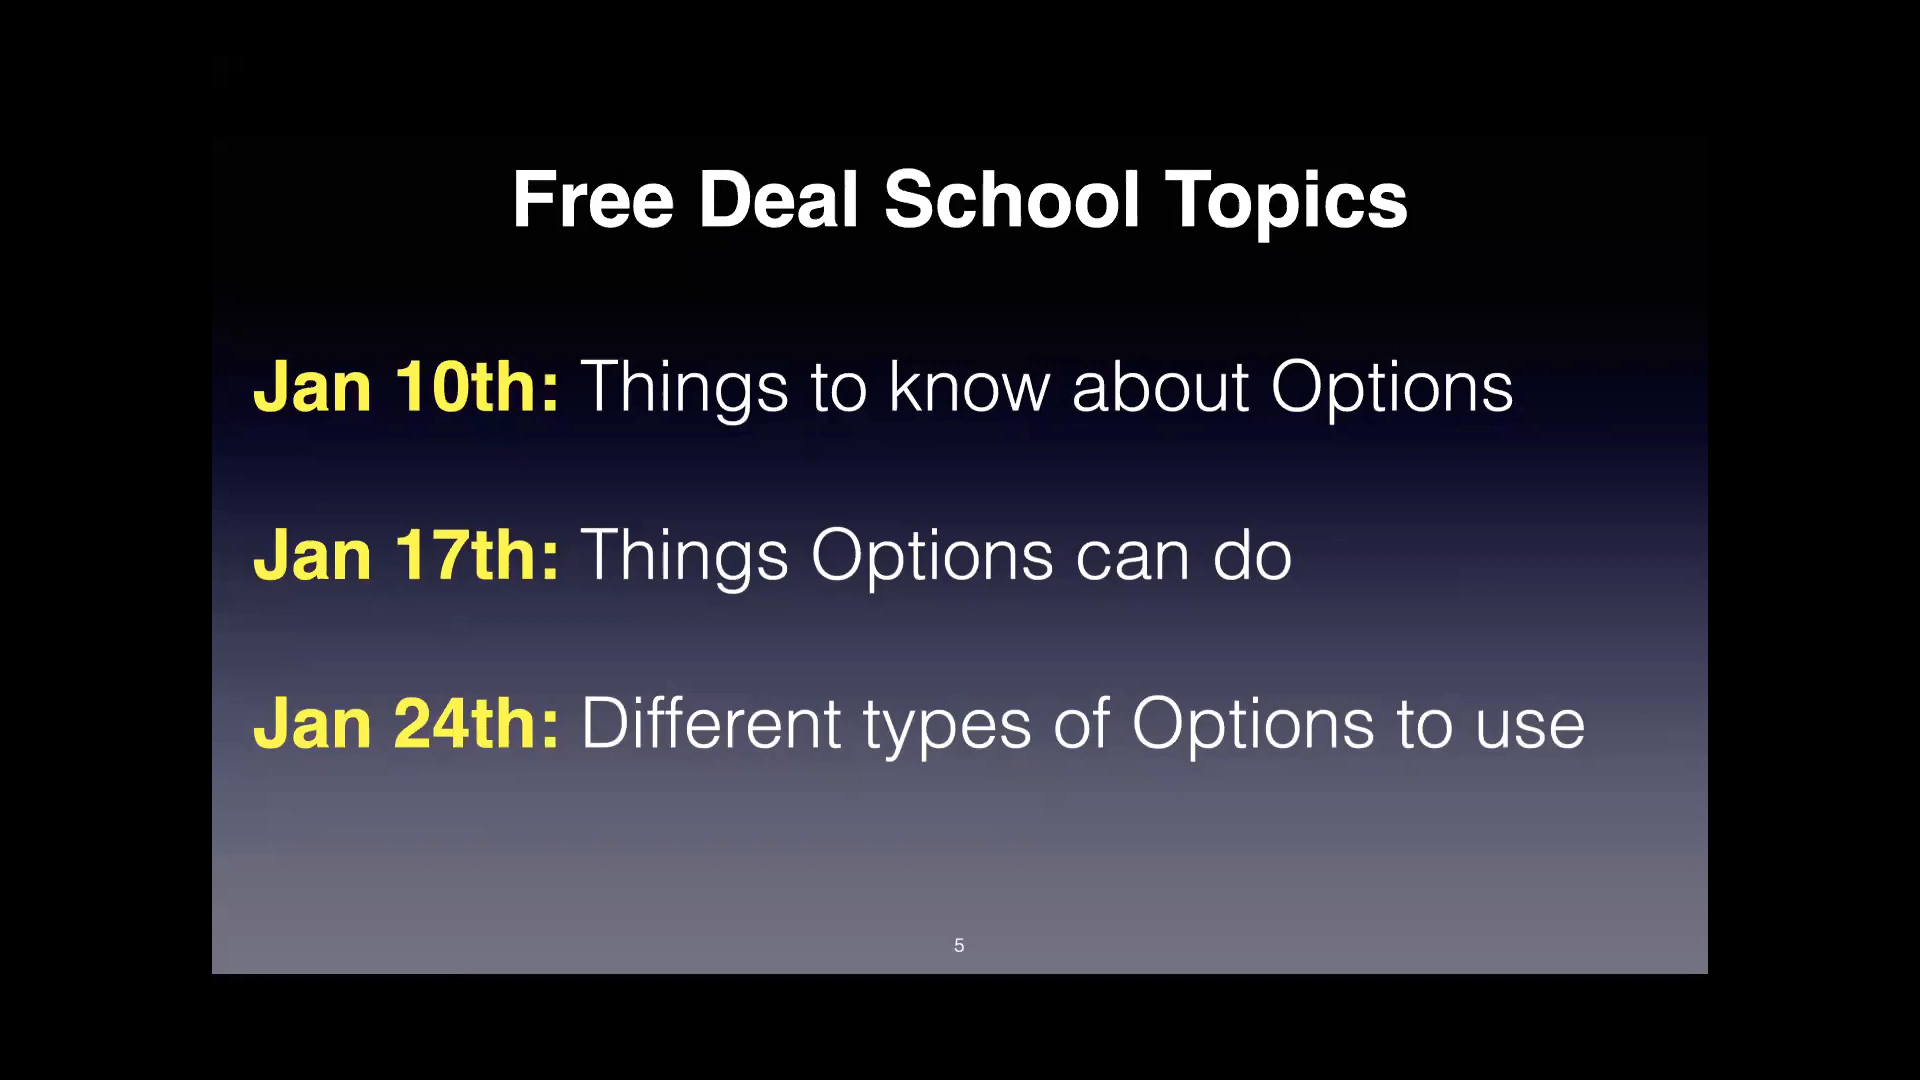 Free Deal School Topics
Jan 10th: Things to know about Options
Jan 17th: Things Options can do
Jan 24th: Different types of Options to use
5